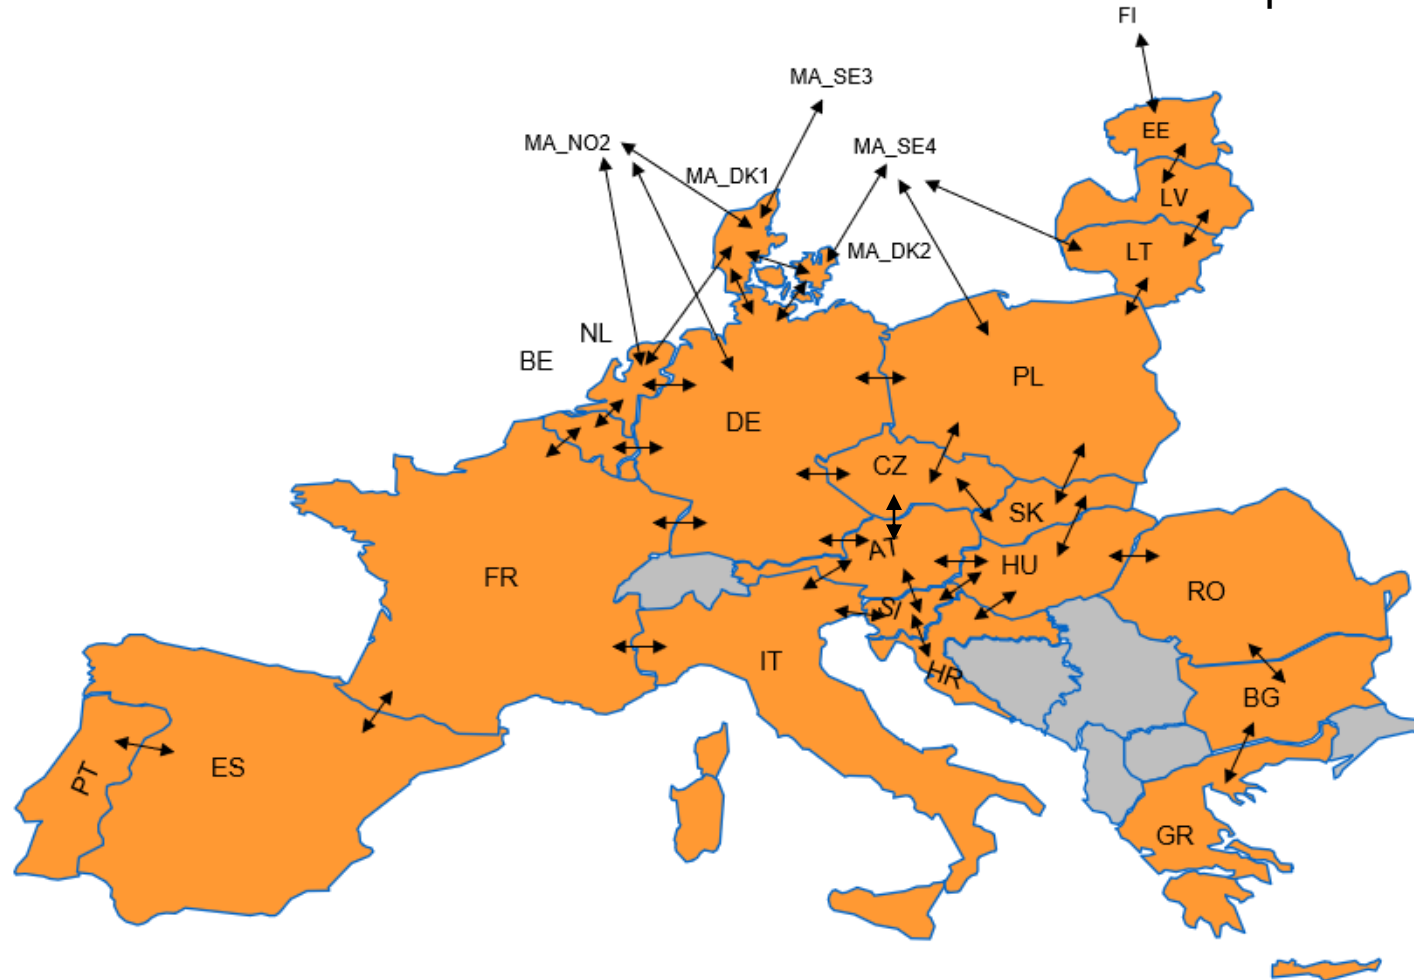 FI
MA_SE3
EE
MA_NO2
MA_SE4
MA_DK1
LV
MA_DK2
LT
NL
BE
PL
DE
CZ
SK
AT
HU
FR
RO
SI
IT
HR
BG
ES
PT
GR